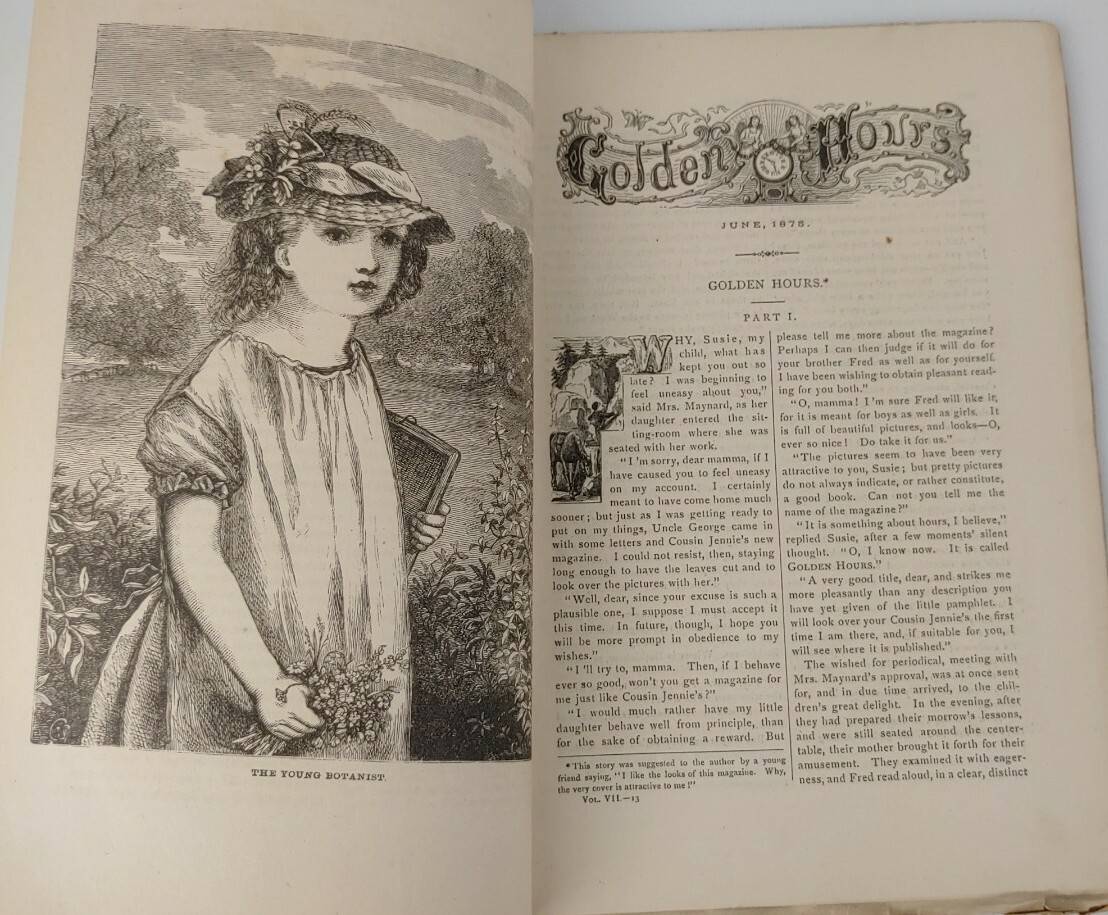 THE YOUNG BOTANIST.
Golden Hours
JUNE, 1875.
GOLDEN HOURS.*
PART I.
WHY, Susie, my
child, what has
kept you out so
late? I was beginning to
feel uneasy about you,"
said Mrs. Maynard, as her
daughter entered the sit-
ting-room where she was
seated with her work.
"I 'm sorry, dear mamma, if I
have caused you to feel uneasy
on my account. I certainly
meant to have come home much
sooner; but just as I was getting ready to
put on my things, Uncle George came in
with some letters and Cousin Jennie's new
magazine. I could not resist, then, staying
long enough to have the leaves cut and to
look over the pictures with her."
"Well, dear, since your excuse is such a
plausible one, I suppose I must accept it
this time. In future, though, I hope you
will be more prompt in obedience to my
wishes."
"I 'll try to, mamma. Then, if I behave
ever so good, won't you get a magazine for
me just like Cousin Jennie's?"
"I would much rather have my little
daughter behave well from principle, than
for the sake of obtaining a reward. But
* This story was suggested to the author by a young
friend saying, "I like the looks of this magazine. Why,
the very cover is attractive to me!"
VOL. VII.—13
please tell me more about the magazine?
Perhaps I can then judge if it will do for
your brother Fred as well as for yourself.
I have been wishing to obtain pleasant read-
ing for you both."
"O, mamma! I'm sure Fred will like it,
for it is meant for boys as well as girls. It
is full of beautiful pictures, and looks—O,
ever so nice! Do take it for us."
"The pictures seem to have been very
attractive to you, Susie; but pretty pictures
do not always indicate, or rather constitute,
a good book. Can not you tell me the
name of the magazine?"
"It is something about hours, I believe,"
replied Susie, after a few moments' silent
thought. "O, I know now. It is called
GOLDEN HOURS."
"A very good title, dear, and strikes me
more pleasantly than any description you
have yet given of the little pamphlet. I
will look over your Cousin Jennie's the first
time I am there, and, if suitable for you, I
will see where it is published."
The wished for periodical, meeting with
Mrs. Maynard's approval, was at once sent
for, and in due time arrived, to the chil-
dren's great delight. In the evening, after
they had prepared their morrow's lessons,
and were still seated around the center-
table, their mother brought it forth for their
amusement. They examined it with eager-
ness, and Fred read aloud, in a clear, distinct